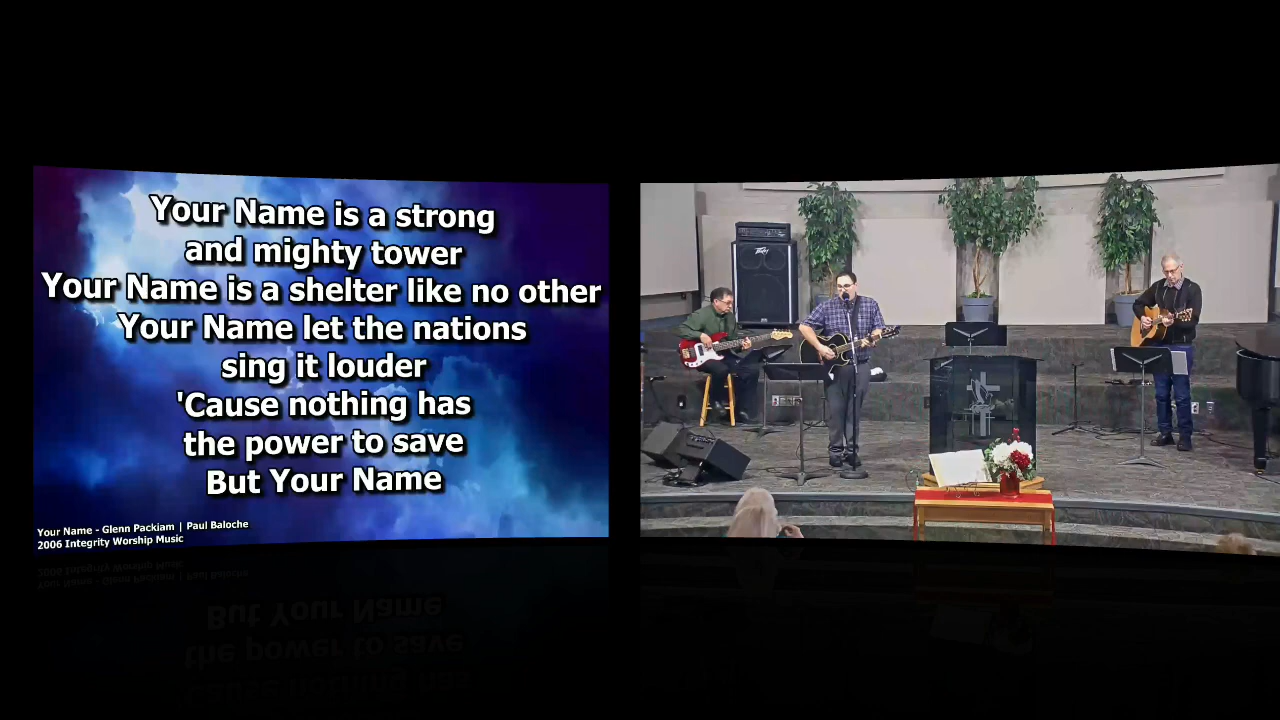 Your Name is a strong
and mighty tower
Your Name is a shelter like no other
Your Name let the nations
sing it louder
'Cause nothing has
the power to save
But Your Name
Your Name - Glenn Packiam | Paul Baloche
2006 Integrity Worship Music
PEAVEY